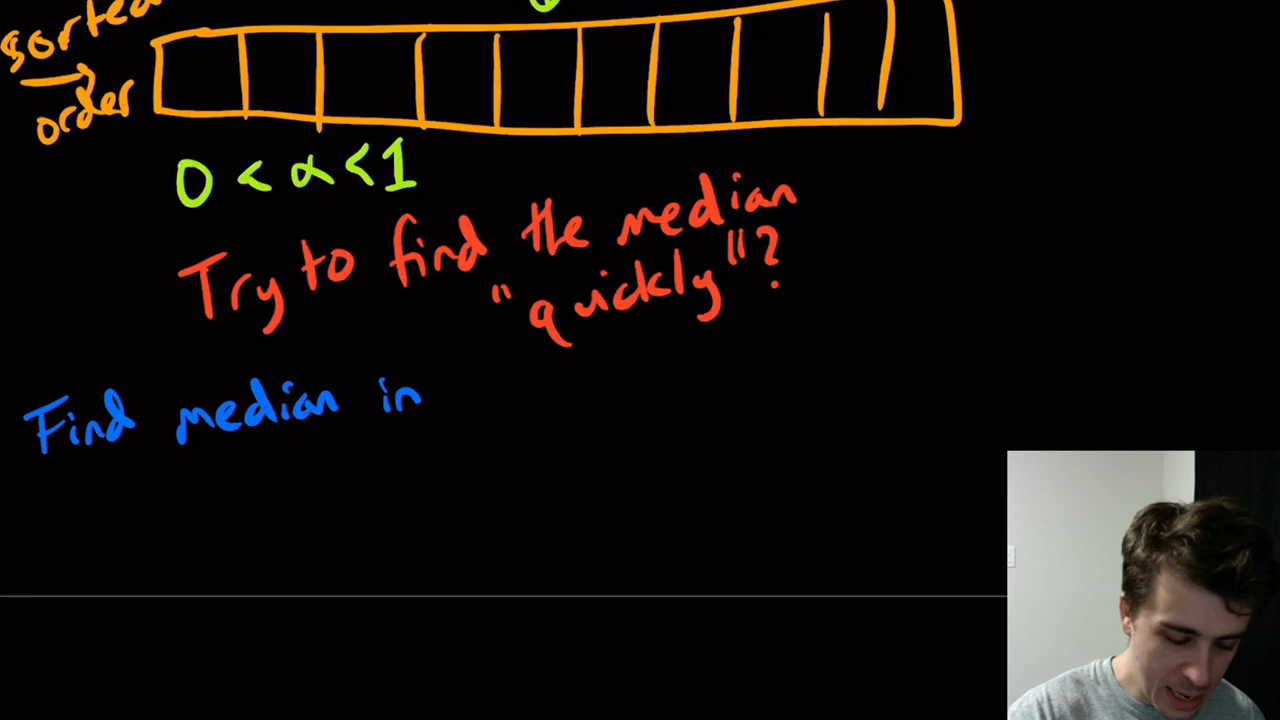 sorted
order
0 < α < 1
Try to find the median
"quickly"?
Find median in